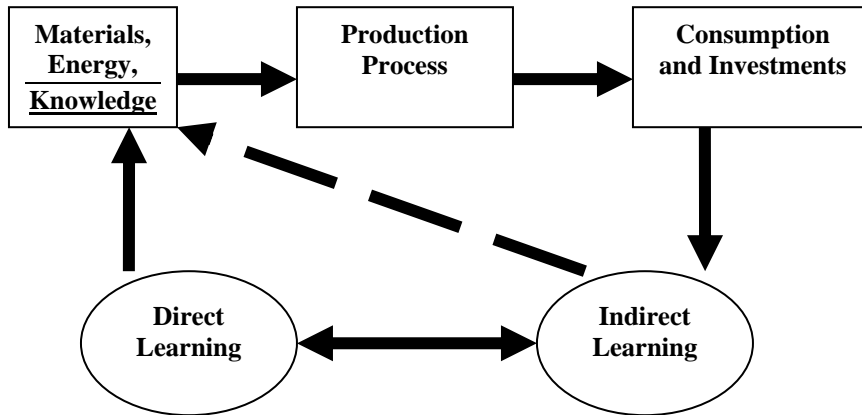 Materials,
Energy,
Knowledge
Production
Process
Consumption
and Investments
Direct
Learning
Indirect
Learning